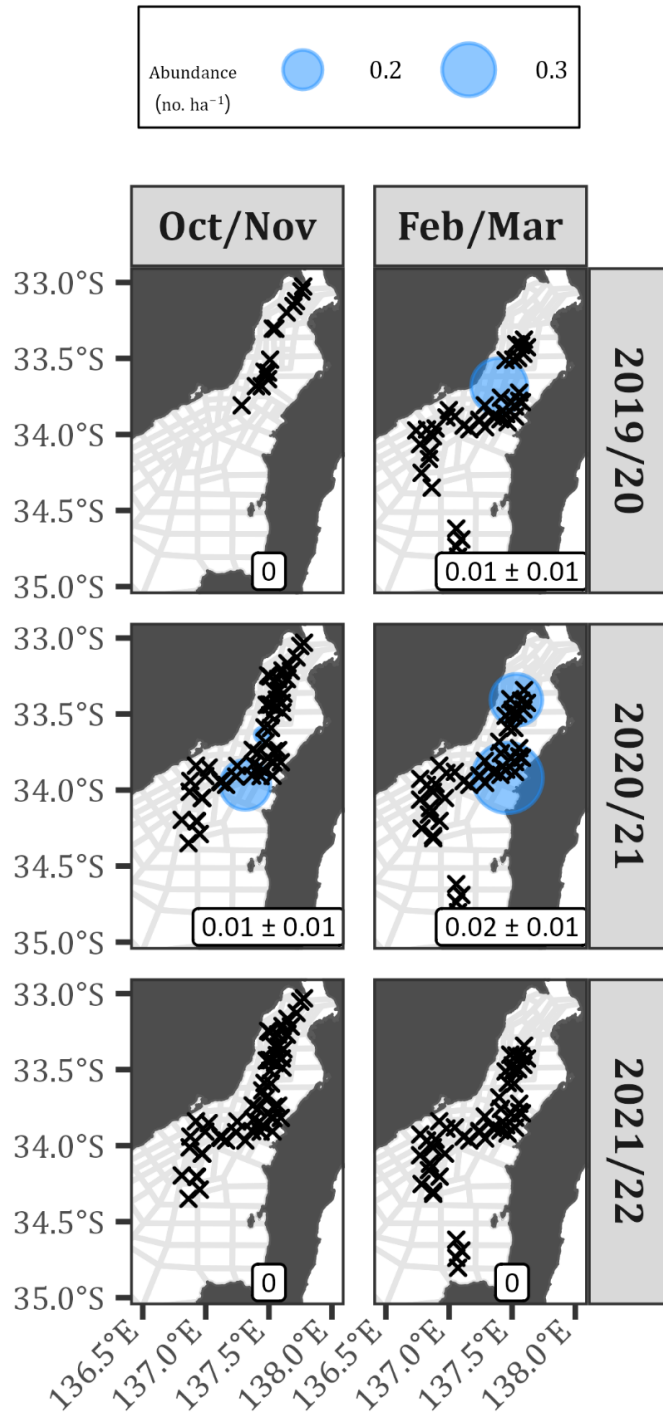 Abundance
(no. ha⁻¹)
0.2
0.3
Oct/Nov
Feb/Mar
33.0°S
33.5°S
34.0°S
34.5°S
35.0°S
0
0.01 ± 0.01
2019/20
33.0°S
33.5°S
34.0°S
34.5°S
35.0°S
0.01 ± 0.01
0.02 ± 0.01
2020/21
33.0°S
33.5°S
34.0°S
34.5°S
35.0°S
0
0
2021/22
136.5°E
137.0°E
137.5°E
138.0°E
136.5°E
137.0°E
137.5°E
138.0°E